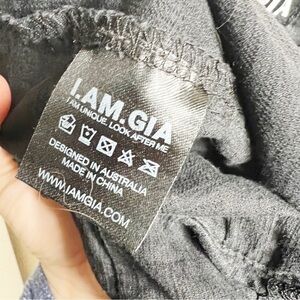 I.AM.GIA
I AM UNIQUE. LOOK AFTER ME
DESIGNED IN AUSTRALIA
MADE IN CHINA
WWW.IAMGIA.COM